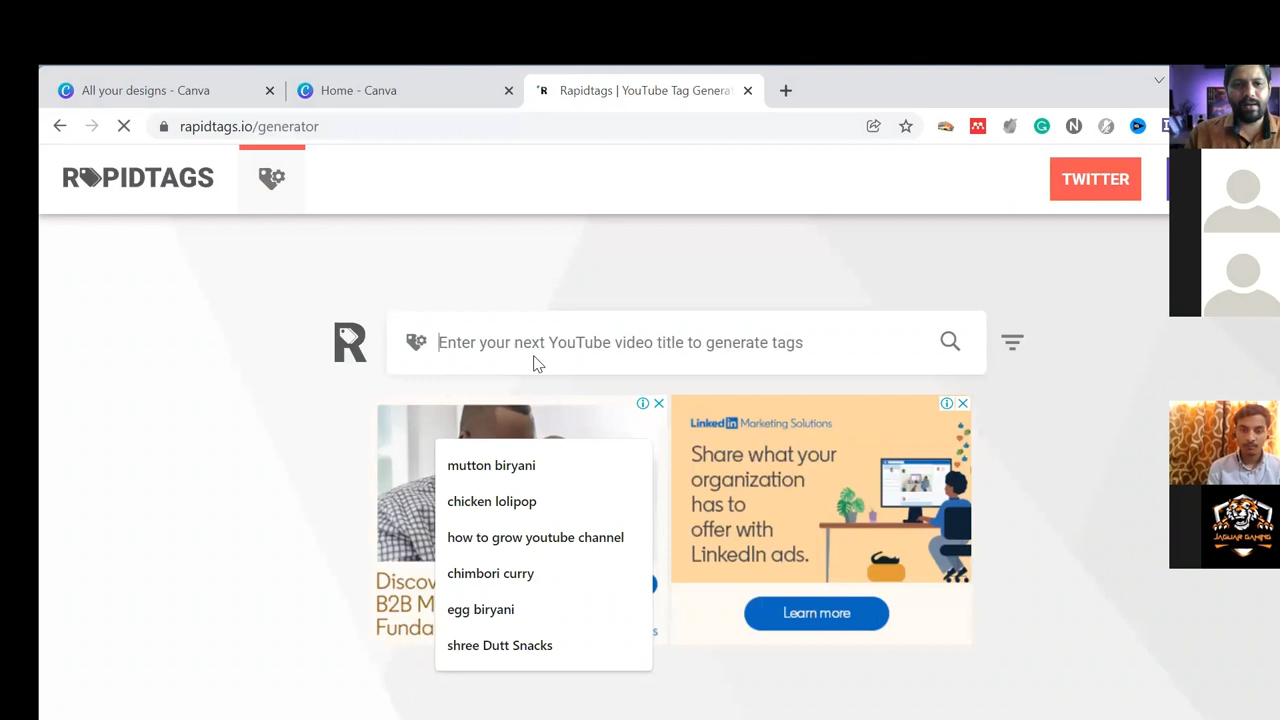 All your designs - Canva
Home - Canva
Rapidtags | YouTube Tag Genera
rapidtags.io/generator
RAPIDTAGS
TWITTER
Enter your next YouTube video title to generate tags
mutton biryani
chicken lolipop
how to grow youtube channel
chimbori curry
egg biryani
shree Dutt Snacks
Discov
B2B M
Funda
LinkedIn Marketing Solutions
Share what your
organization
has to
offer with
LinkedIn ads.
Learn more
JAGUAR GAMING